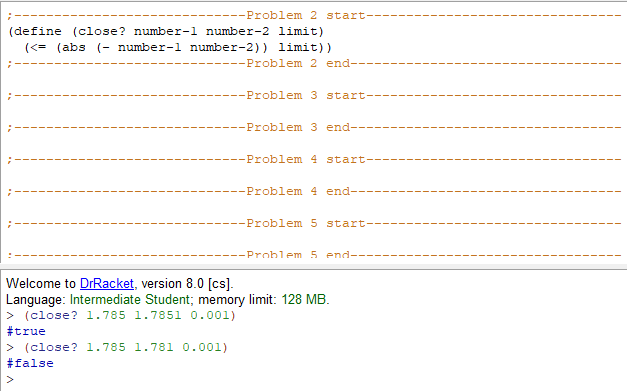 ;-----------------------------Problem 2 start--------------------------------
(define (close? number-1 number-2 limit)
  (<= (abs (- number-1 number-2)) limit))
;-----------------------------Problem 2 end----------------------------------
;-----------------------------Problem 3 start--------------------------------
;-----------------------------Problem 3 end----------------------------------
;-----------------------------Problem 4 start--------------------------------
;-----------------------------Problem 4 end----------------------------------
;-----------------------------Problem 5 start--------------------------------
;-----------------------------Problem 5 end----------------------------------
Welcome to DrRacket, version 8.0 [cs].
Language: Intermediate Student; memory limit: 128 MB.
> (close? 1.785 1.7851 0.001)
#true
> (close? 1.785 1.781 0.001)
#false
>